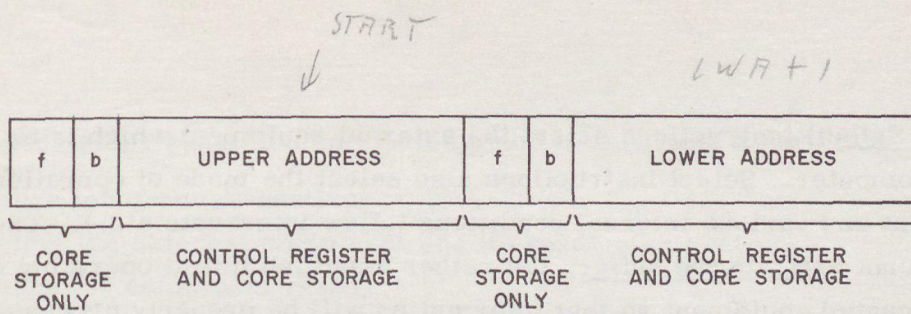 START
LWA + 1
f b UPPER ADDRESS f b LOWER ADDRESS
CORE STORAGE ONLY
CONTROL REGISTER AND CORE STORAGE
CORE STORAGE ONLY
CONTROL REGISTER AND CORE STORAGE